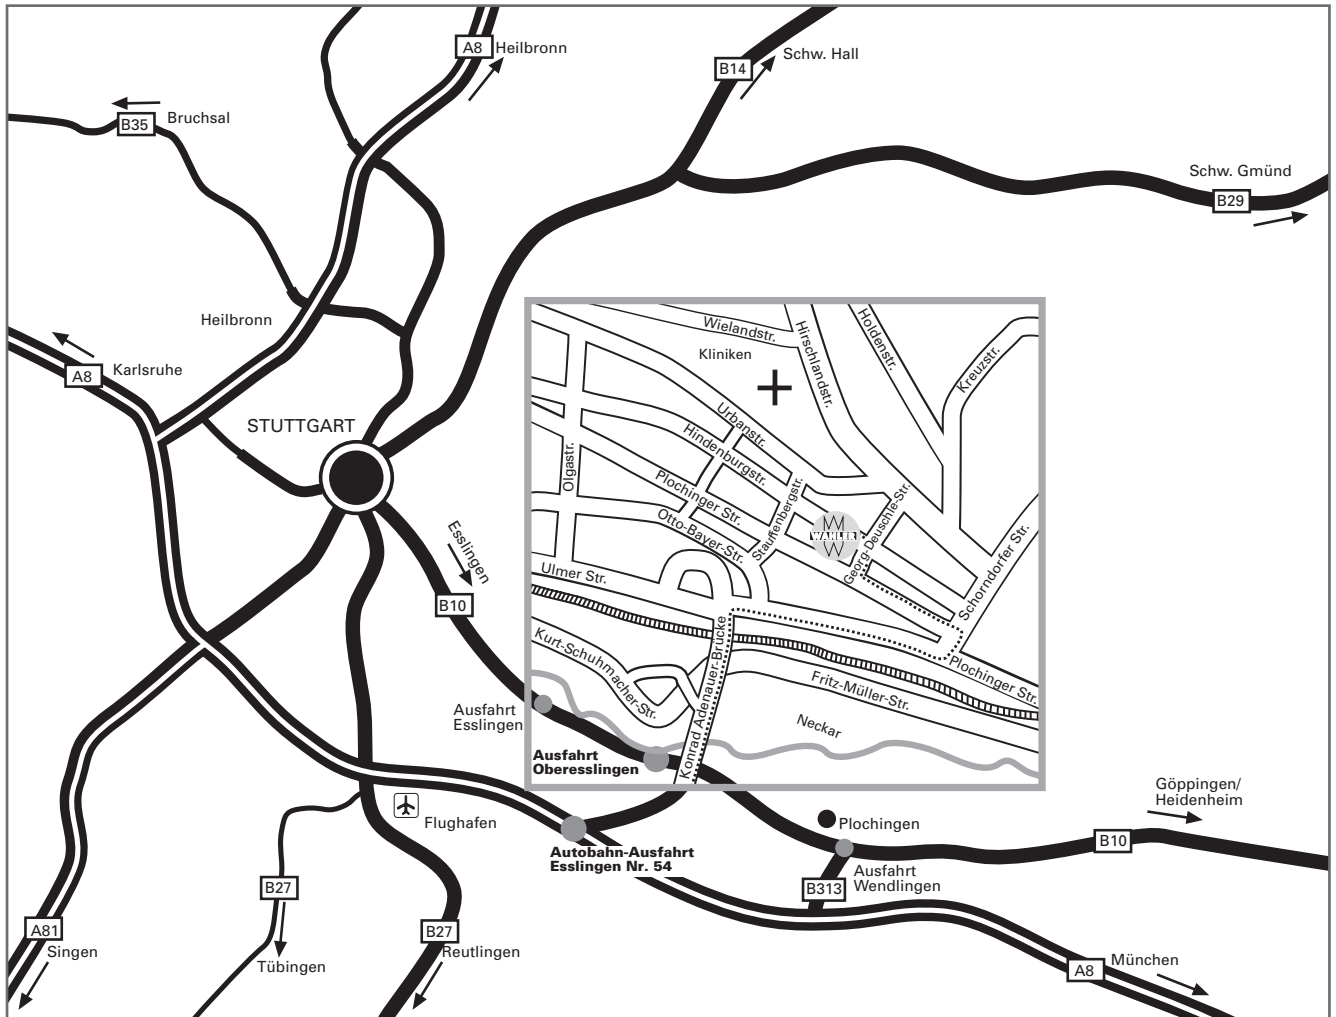 A8
Heilbronn
B14
Schw. Hall
B35
Bruchsal
Schw. Gmünd
B29
Heilbronn
A8
Karlsruhe
STUTTGART
Esslingen
B10
Wielandstr.
Kliniken
Hirschlandstr.
Holdenstr.
Kreuzstr.
Urbanstr.
Hindenburgstr.
Olgastr.
Plochinger Str.
Otto-Bayer-Str.
Stauffenbergstr.
WAHLER
Georg-Deuschle-Str.
Schorndorfer Str.
Ulmer Str.
Kurt-Schuhmacher-Str.
Konrad Adenauer-Brücke
Plochinger Str.
Fritz-Müller-Str.
Neckar
Ausfahrt
Esslingen
Ausfahrt
Oberesslingen
Flughafen
Autobahn-Ausfahrt
Esslingen Nr. 54
Plochingen
Göppingen/
Heidenheim
B10
Ausfahrt
Wendlingen
B313
B27
Tübingen
B27
Reutlingen
A81
Singen
A8
München